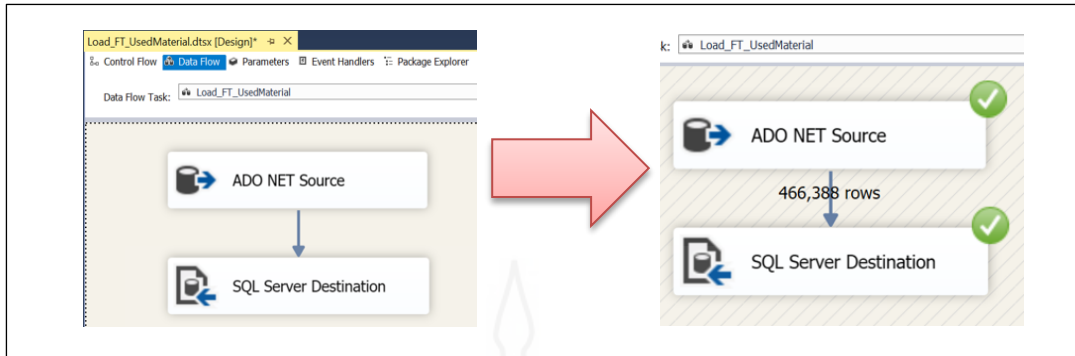 Load_FT_UsedMaterial.dtsx [Design]*
Control Flow Data Flow Parameters Event Handlers Package Explorer
Data Flow Task: Load_FT_UsedMaterial
ADO NET Source
SQL Server Destination
k: Load_FT_UsedMaterial
ADO NET Source
466,388 rows
SQL Server Destination